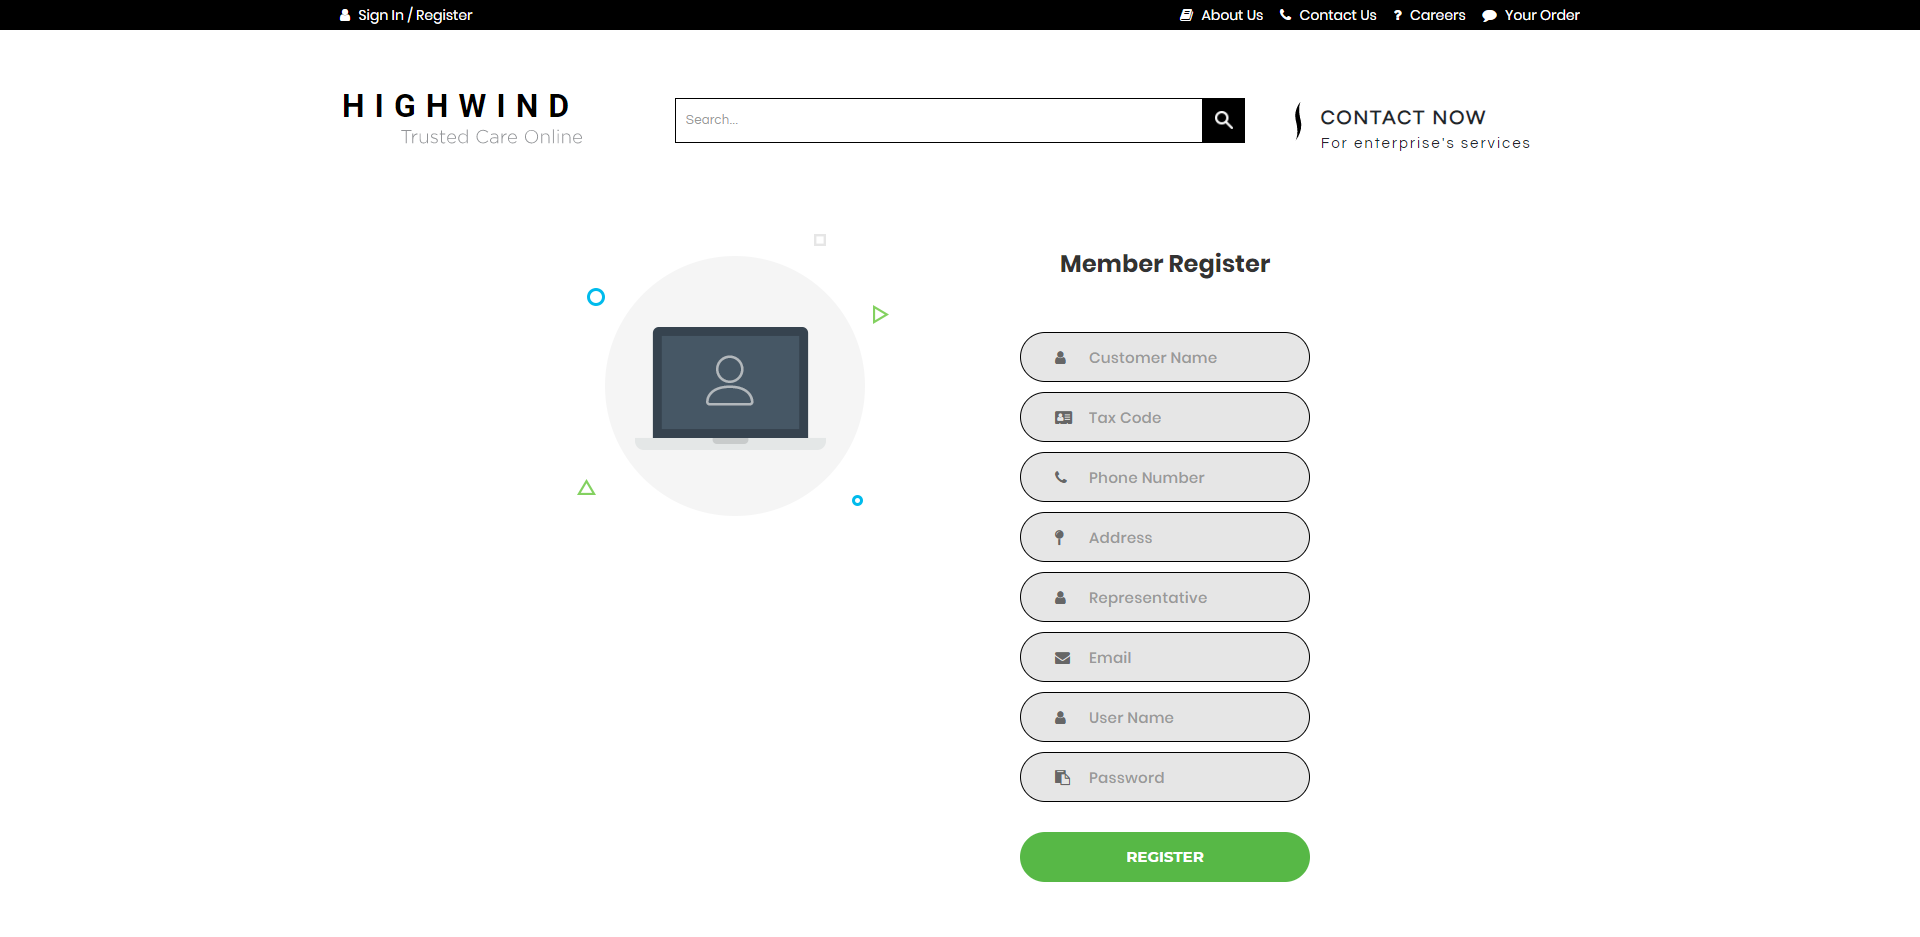 Sign In / Register
About Us
Contact Us
? Careers
Your Order
HIGHWIND
Trusted Care Online
Search...
CONTACT NOW
For enterprise's services
Member Register
Customer Name
Tax Code
Phone Number
Address
Representative
Email
User Name
Password
REGISTER